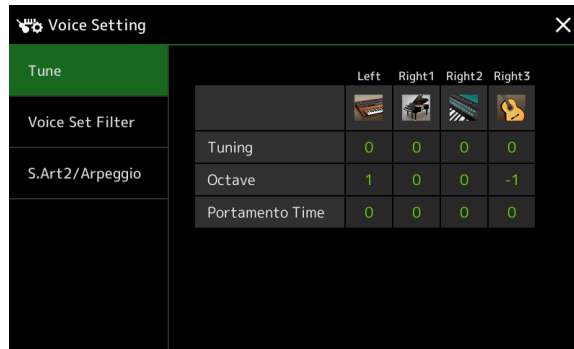 Voice Setting
Tune
Voice Set Filter
S.Art2/Arpeggio
Left Right1 Right2 Right3
Tuning 0 0 0 0
Octave 1 0 0 -1
Portamento Time 0 0 0 0